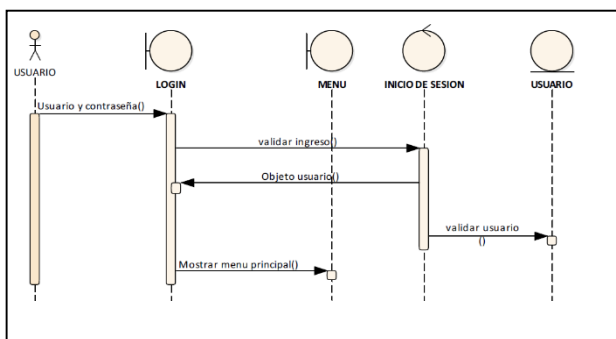 USUARIO
LOGIN
MENU
INICIO DE SESION
USUARIO
Usuario y contraseña()
validar ingreso()
Objeto usuario()
validar usuario
()
Mostrar menu principal()